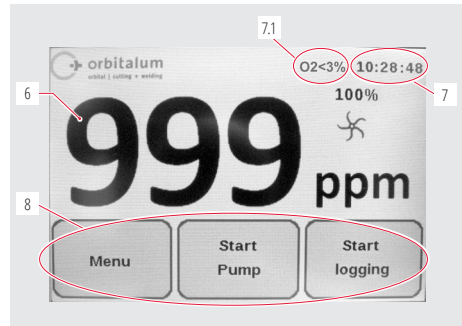 7.1
orbitalum
orbital | cutting + welding
O2<3% 10:28:48
6
100%
7
999 ppm
8
Menu
Start Pump
Start logging